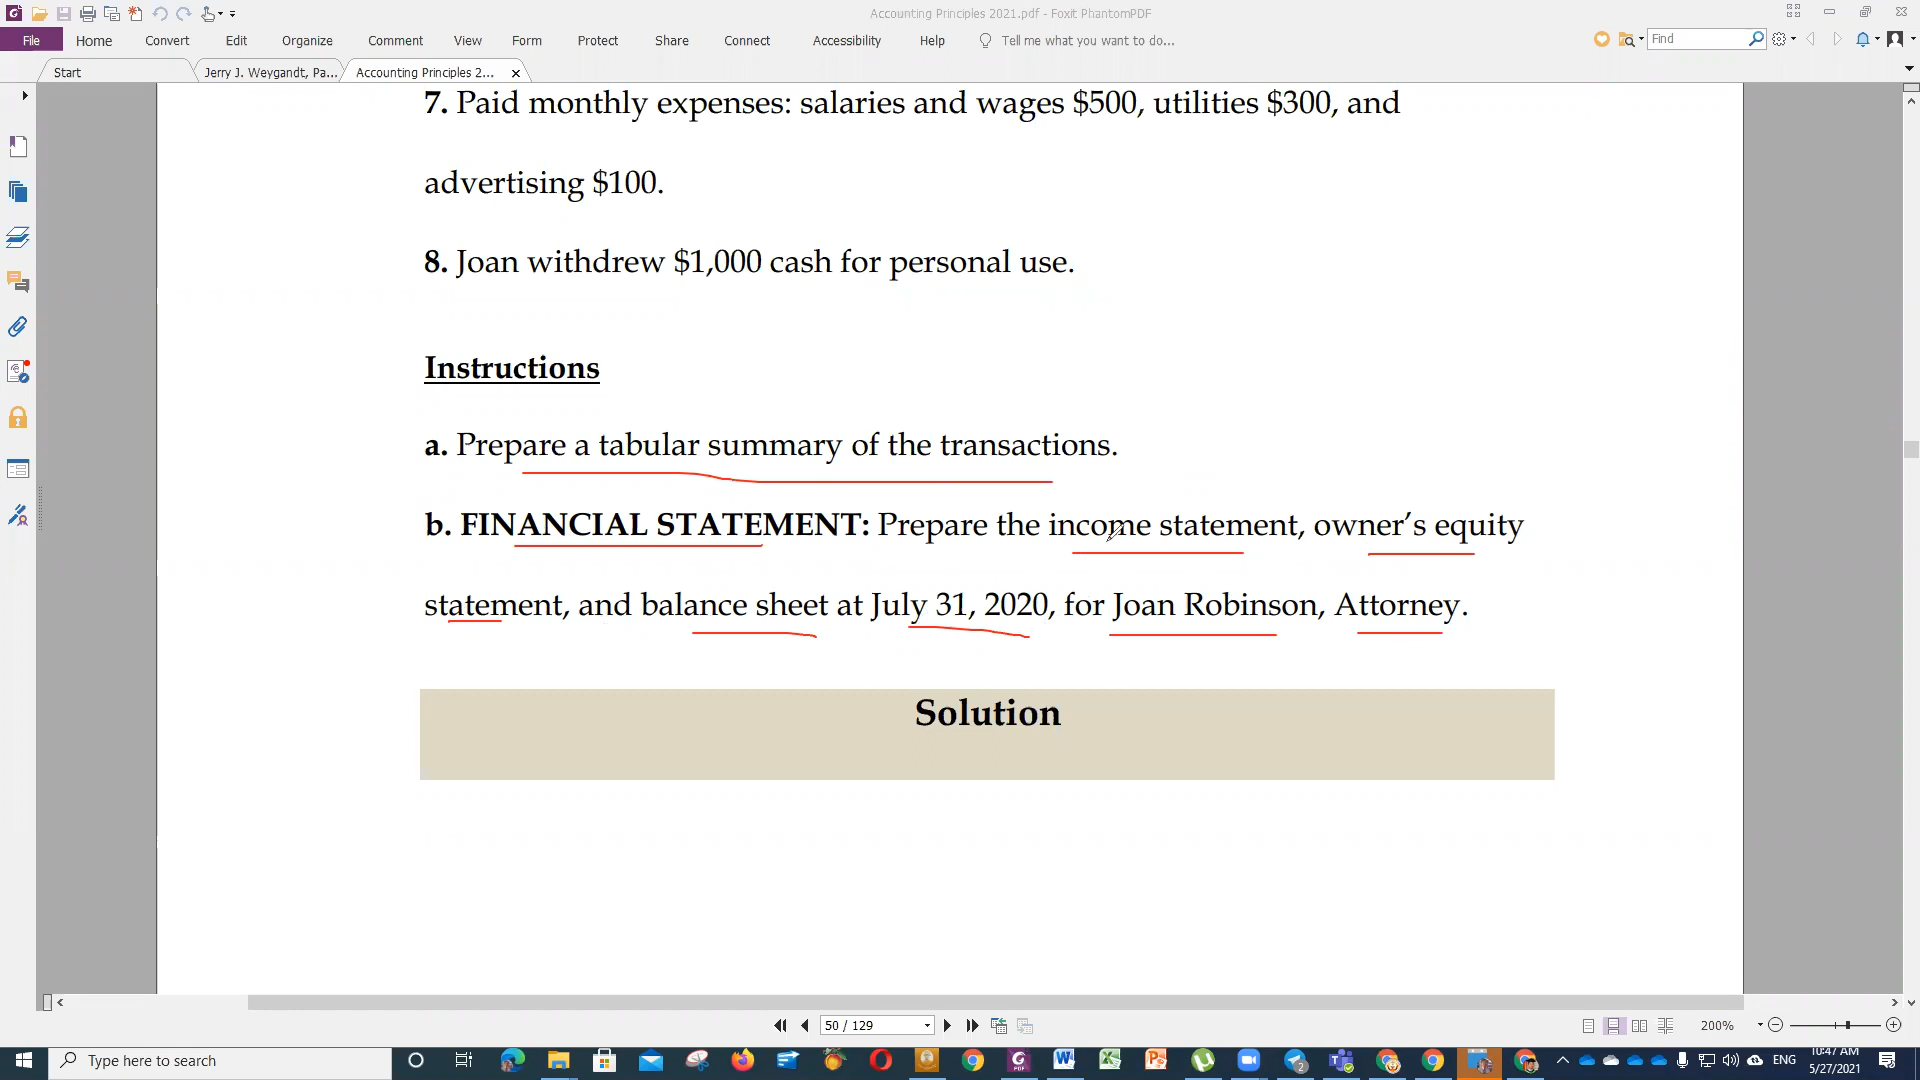 Accounting Principles 2021.pdf - Foxit PhantomPDF
File Home Convert Edit Organize Comment View Form Protect Share Connect Accessibility Help Tell me what you want to do... Find
Start Jerry J. Weygandt, Pa... Accounting Principles 2... ×
7. Paid monthly expenses: salaries and wages $500, utilities $300, and
advertising $100.
8. Joan withdrew $1,000 cash for personal use.
Instructions
a. Prepare a tabular summary of the transactions.
b. FINANCIAL STATEMENT: Prepare the income statement, owner’s equity
statement, and balance sheet at July 31, 2020, for Joan Robinson, Attorney.
Solution
50 / 129 200%
Type here to search ENG 10:47 AM
5/27/2021